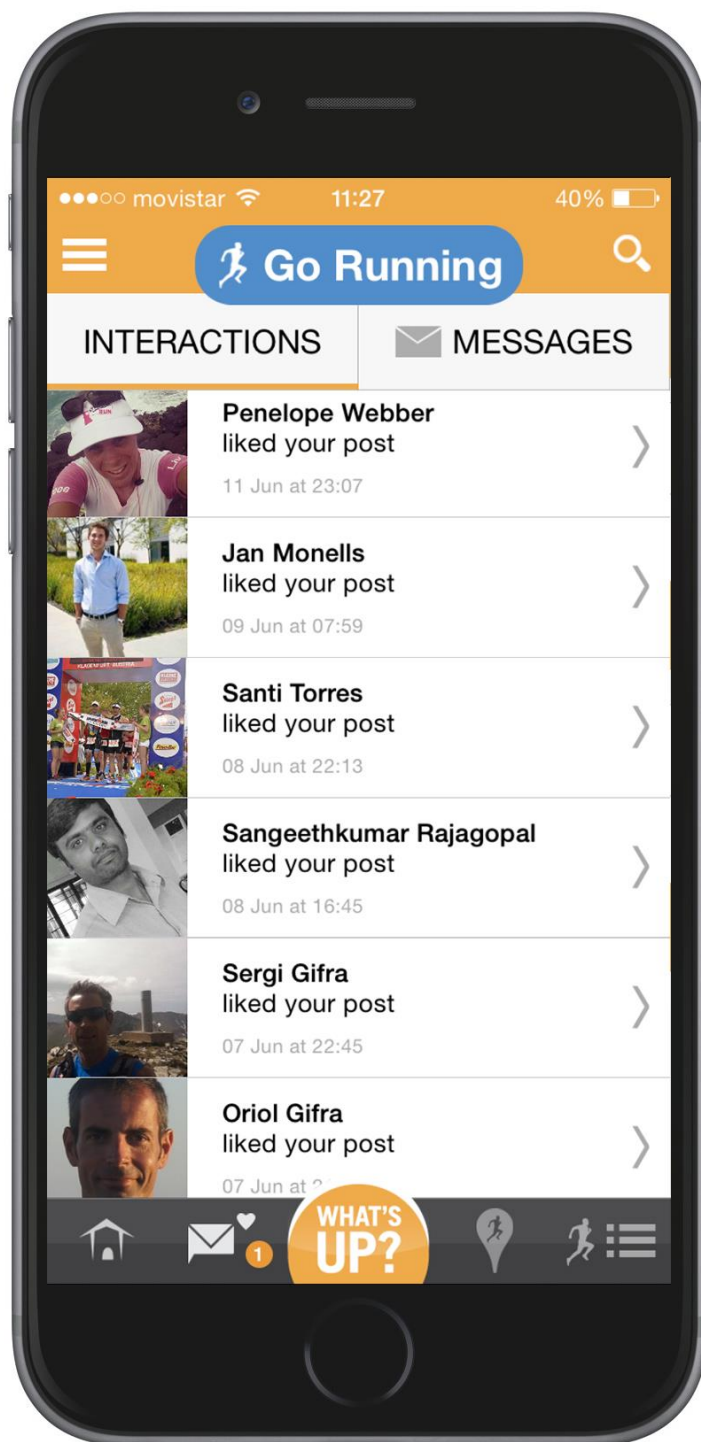 movistar 11:27 40%
Go Running
INTERACTIONS MESSAGES
RUN
Penelope Webber
liked your post
11 Jun at 23:07
Jan Monells
liked your post
09 Jun at 07:59
KLAGENFURT, AUSTRIA
Santi Torres
liked your post
08 Jun at 22:13
Sangeethkumar Rajagopal
liked your post
08 Jun at 16:45
Sergi Gifra
liked your post
07 Jun at 22:45
Oriol Gifra
liked your post
07 Jun at
1
WHAT'S
UP?